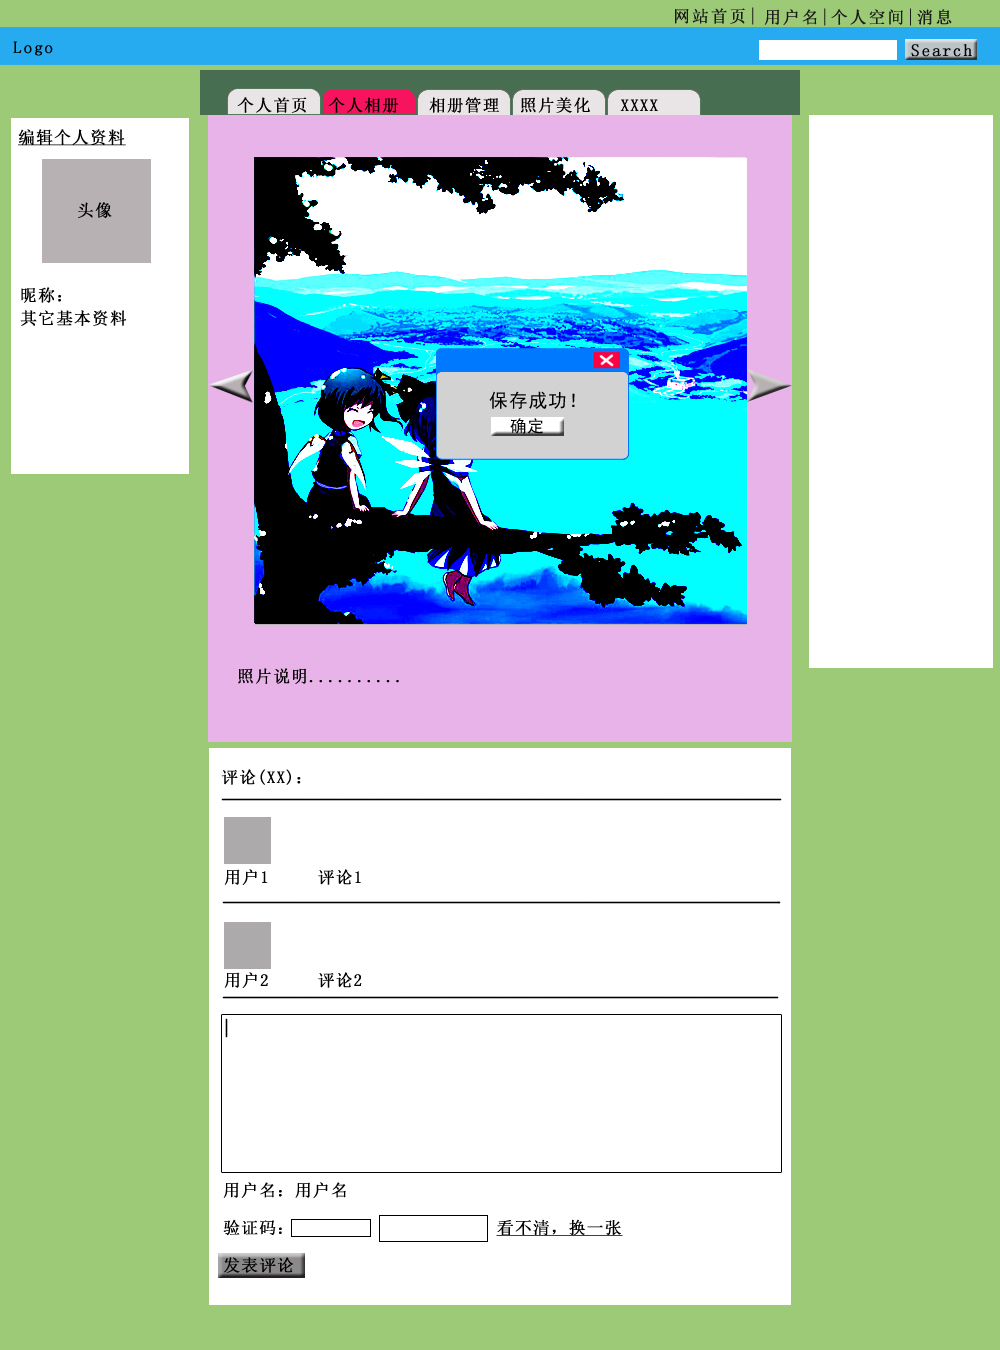 网站首页| 用户名|个人空间|消息
Logo
Search
个人首页
个人相册
相册管理
照片美化
XXXX
编辑个人资料
头像
昵称：
其它基本资料
保存成功！
确定
照片说明..........
评论(XX)：
用户1
评论1
用户2
评论2
用户名：用户名
验证码：
看不清，换一张
发表评论